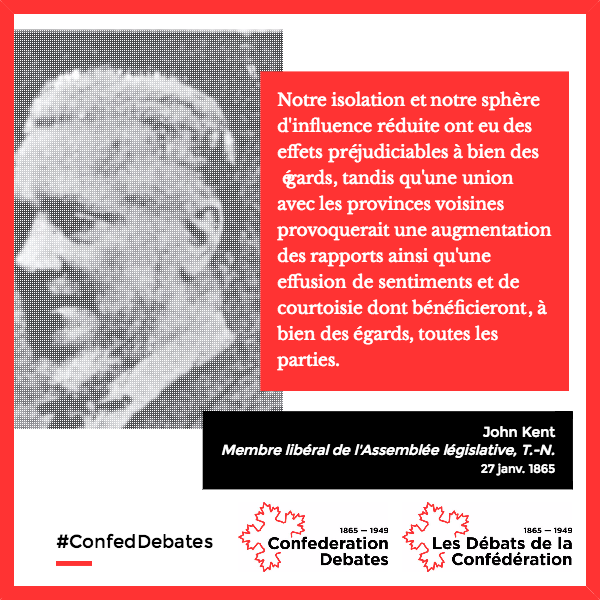 Notre isolation et notre sphère
d'influence réduite ont eu des
effets préjudiciables à bien des
égards, tandis qu'une union
avec les provinces voisines
provoquerait une augmentation
des rapports ainsi qu'une
effusion de sentiments et de
courtoisie dont bénéficieront, à
bien des égards, toutes les
parties.
John Kent
Membre libéral de l'Assemblée législative, T.-N.
27 janv. 1865
#ConfedDebates
1865 — 1949
Confederation
Debates
1865 — 1949
Les Débats de la
Confédération